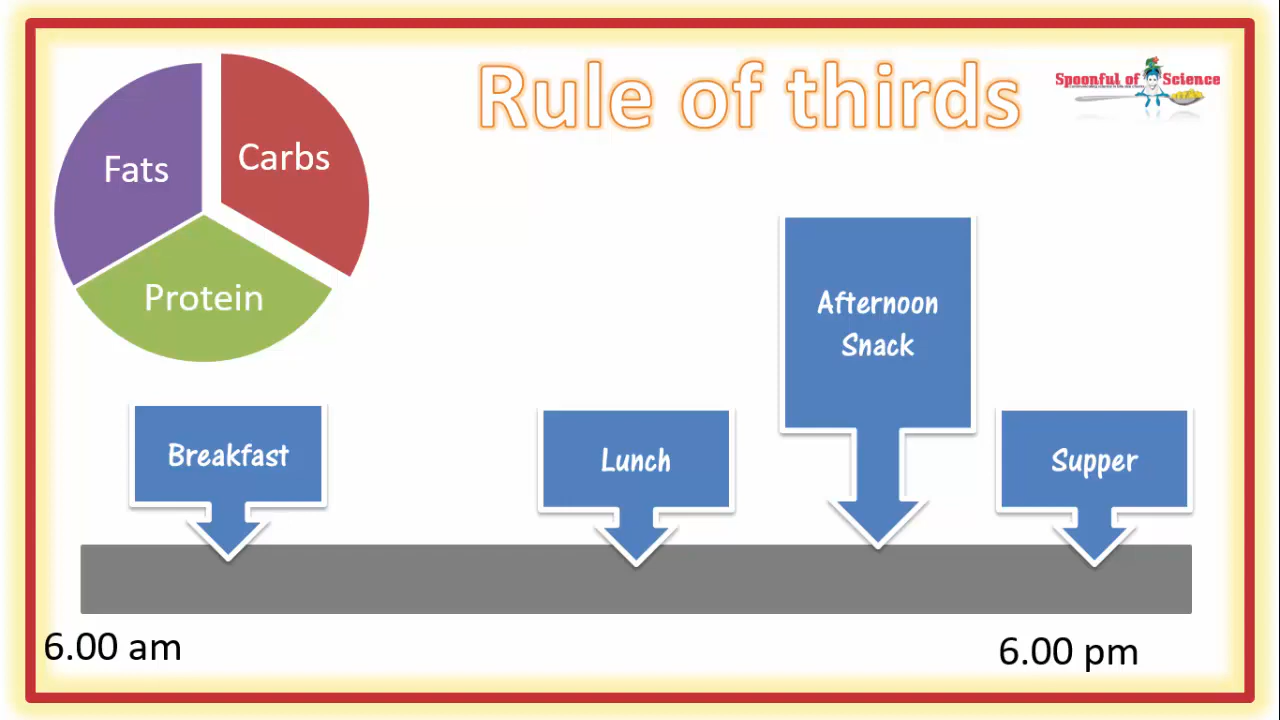 Rule of thirds
Spoonful of Science
Fats
Carbs
Protein
Afternoon
Snack
Breakfast
Lunch
Supper
6.00 am
6.00 pm